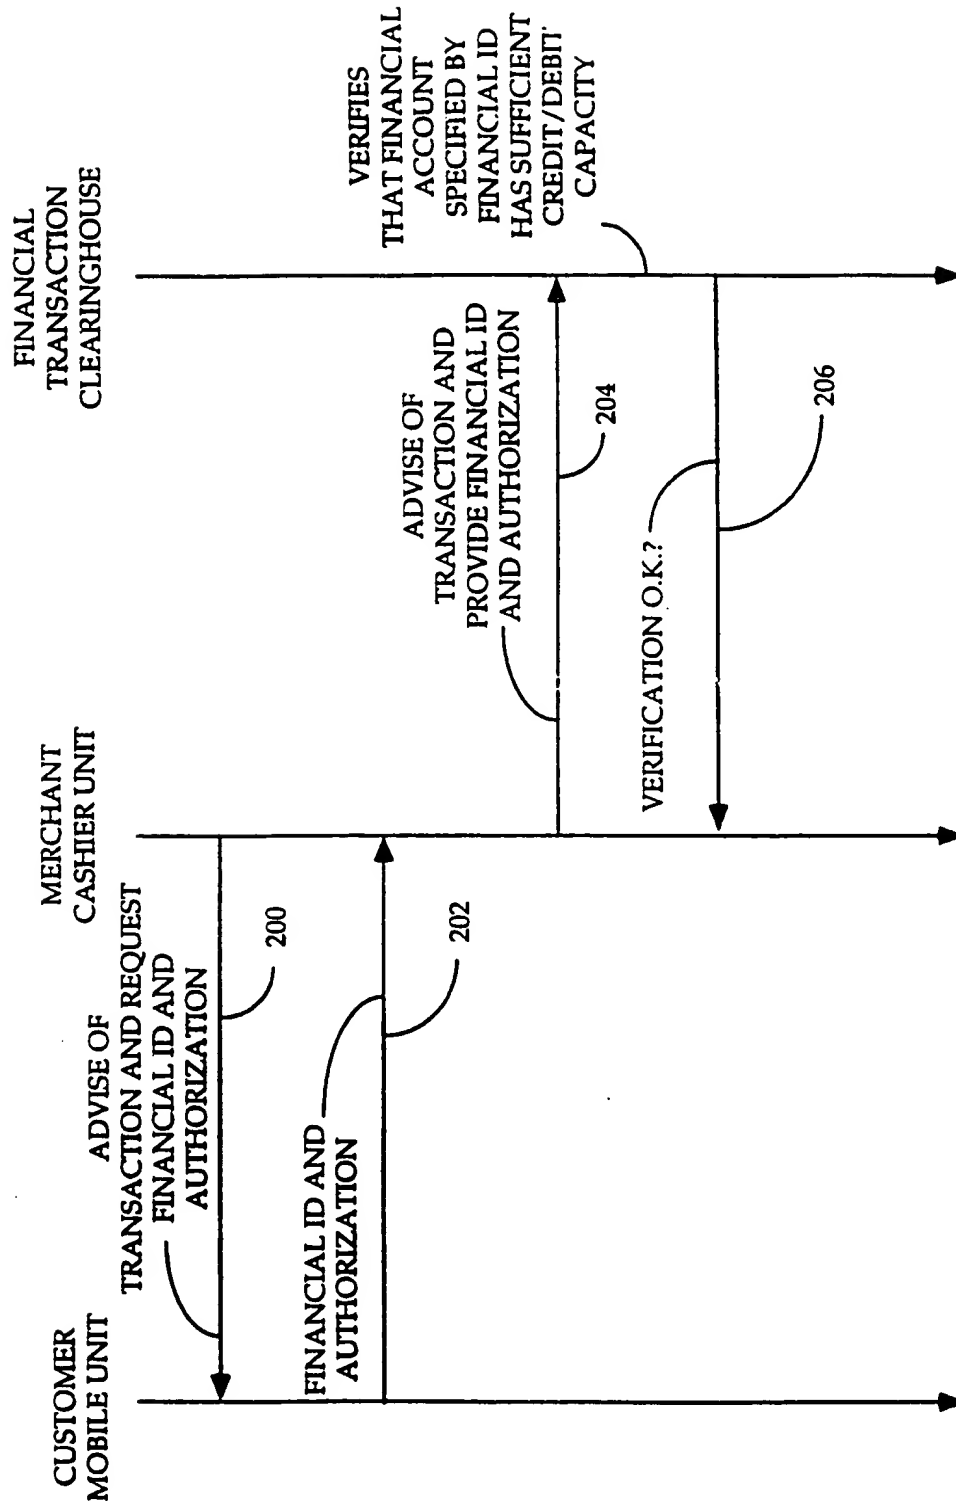 CUSTOMER
MOBILE UNIT
MERCHANT
CASHIER UNIT
FINANCIAL
TRANSACTION
CLEARINGHOUSE
ADVISE OF
TRANSACTION AND REQUEST
FINANCIAL ID AND
AUTHORIZATION
200
FINANCIAL ID AND
AUTHORIZATION
202
ADVISE OF
TRANSACTION AND
PROVIDE FINANCIAL ID
AND AUTHORIZATION
204
VERIFIES
THAT FINANCIAL
ACCOUNT
SPECIFIED BY
FINANCIAL ID
HAS SUFFICIENT
CREDIT/DEBIT
CAPACITY
VERIFICATION O.K.?
206